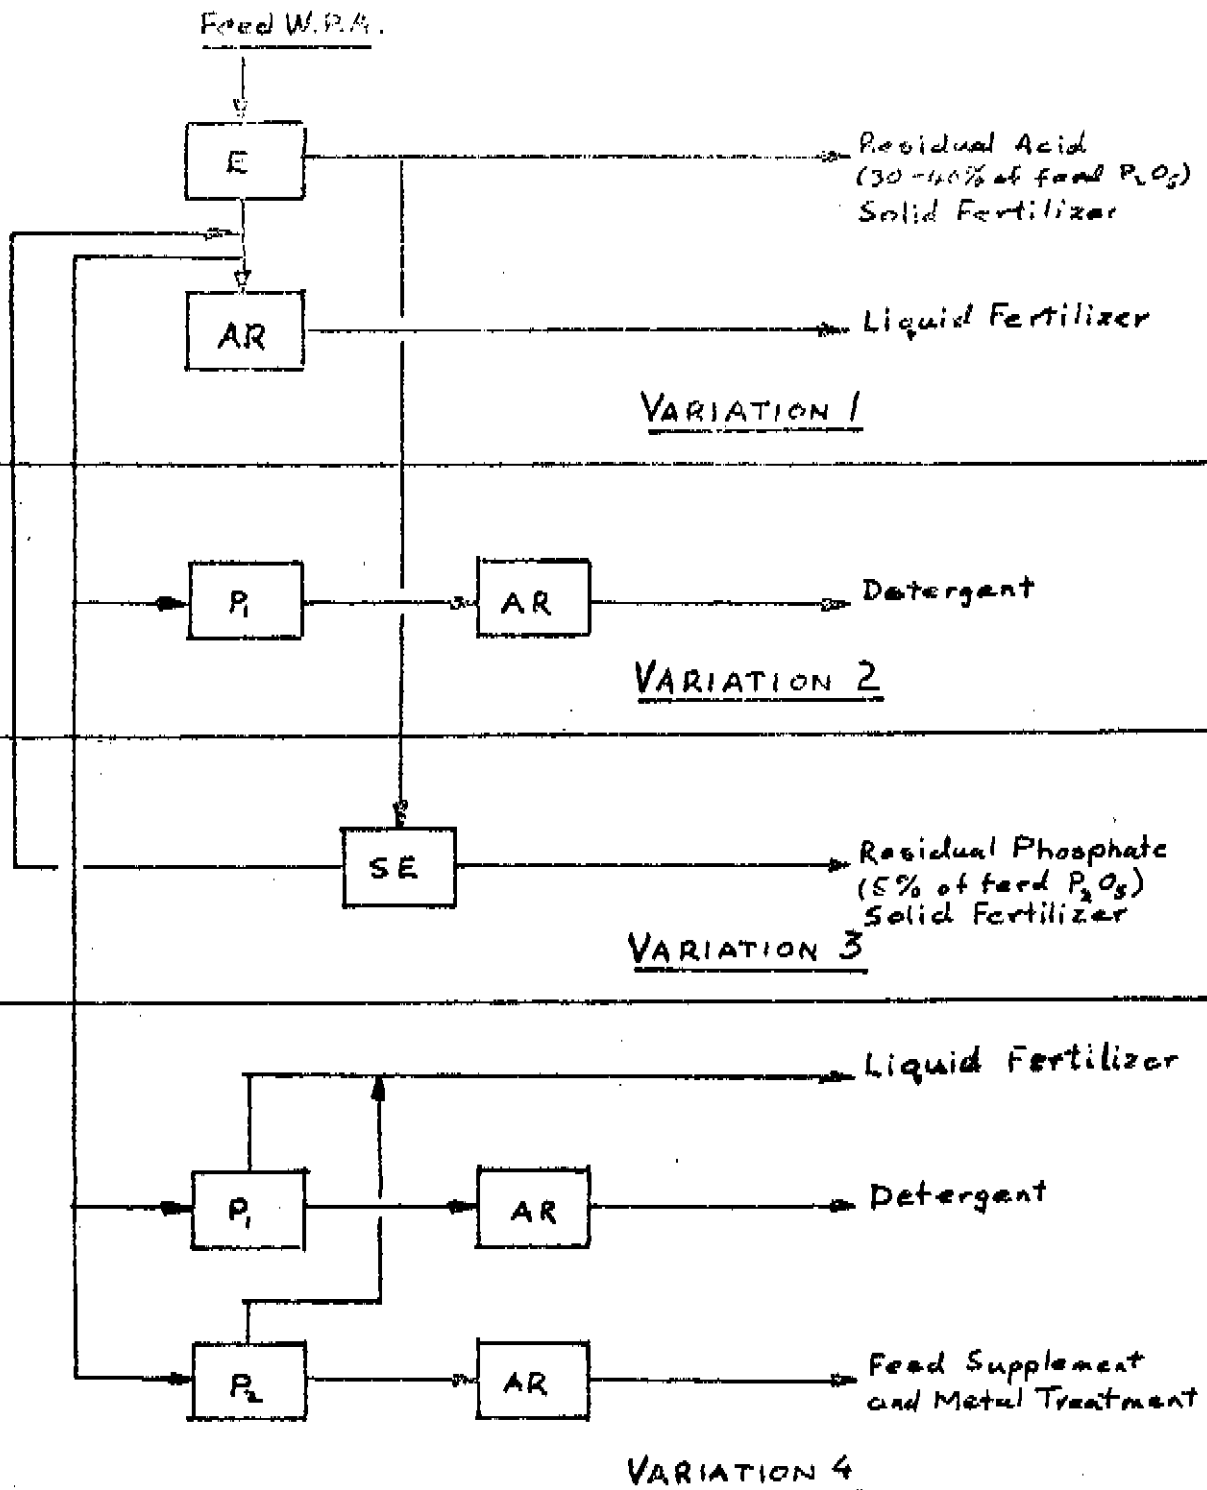 Feed W.P.A.
E
Residual Acid
(30-40% of feed P₂O₅)
Solid Fertilizer
AR
Liquid Fertilizer
VARIATION 1
P₁
AR
Detergent
VARIATION 2
SE
Residual Phosphate
(5% of feed P₂O₅)
Solid Fertilizer
VARIATION 3
Liquid Fertilizer
P₁
AR
Detergent
P₂
AR
Feed Supplement
and Metal Treatment
VARIATION 4